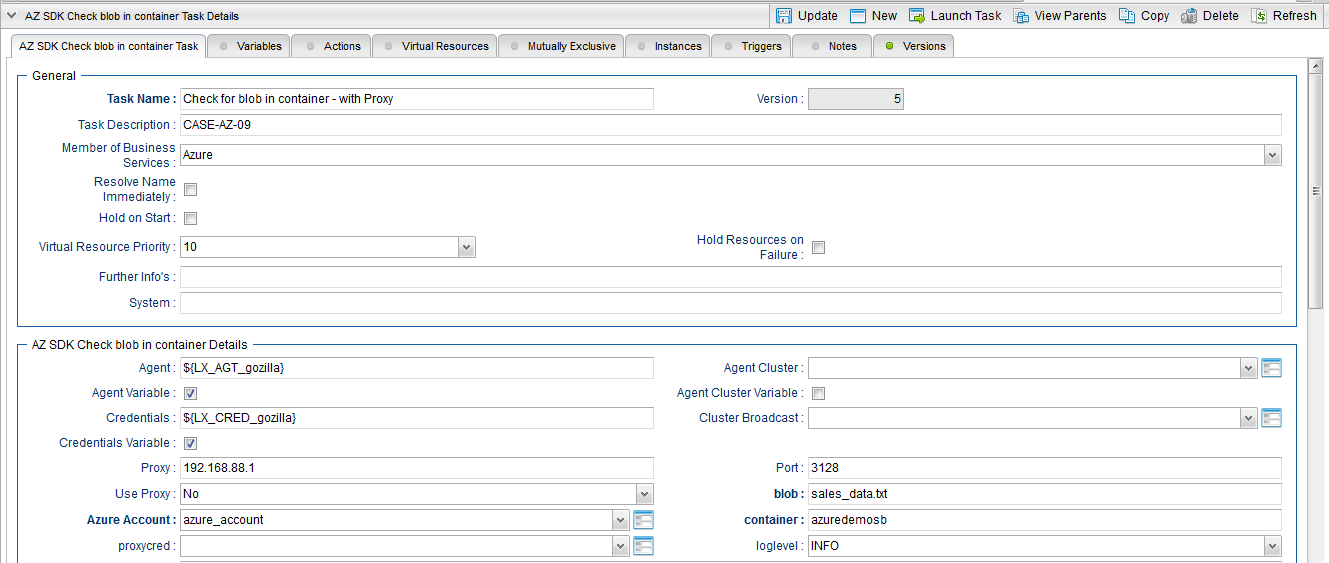 AZ SDK Check blob in container Task Details
Update New Launch Task View Parents Copy Delete Refresh
AZ SDK Check blob in container Task Variables Actions Virtual Resources Mutually Exclusive Instances Triggers Notes Versions
General
Task Name : Check for blob in container - with Proxy Version : 5
Task Description : CASE-AZ-09
Member of Business
Services : Azure
Resolve Name
Immediately :
Hold on Start :
Virtual Resource Priority : 10 Hold Resources on
Failure :
Further Info's :
System :
AZ SDK Check blob in container Details
Agent : ${LX_AGT_gozilla} Agent Cluster :
Agent Variable : Agent Cluster Variable :
Credentials : ${LX_CRED_gozilla} Cluster Broadcast :
Credentials Variable :
Proxy : 192.168.88.1 Port : 3128
Use Proxy : No blob : sales_data.txt
Azure Account : azure_account container : azuredemosb
proxycred : loglevel : INFO